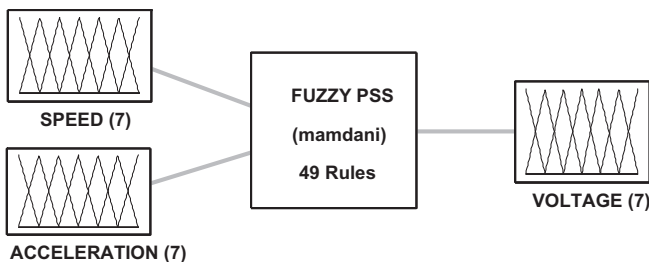 SPEED (7)
FUZZY PSS
(mamdani)
49 Rules
VOLTAGE (7)
ACCELERATION (7)